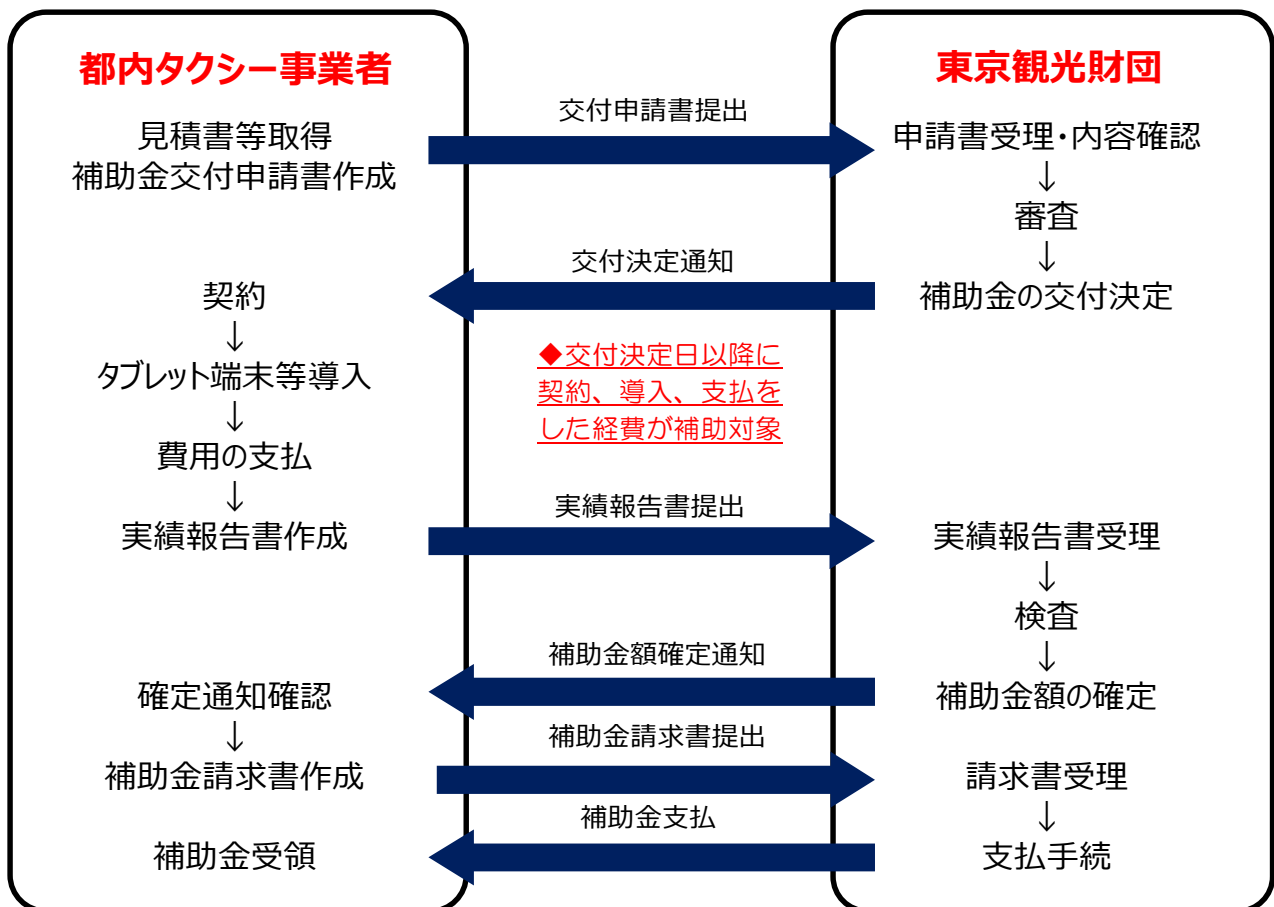 都内タクシー事業者
東京観光財団
見積書等取得
補助金交付申請書作成
交付申請書提出
申請書受理・内容確認
↓
審査
↓
補助金の交付決定
交付決定通知
契約
↓
タブレット端末等導入
↓
費用の支払
↓
実績報告書作成
◆交付決定日以降に
契約、導入、支払を
した経費が補助対象
実績報告書提出
実績報告書受理
↓
検査
↓
補助金額の確定
補助金額確定通知
確定通知確認
↓
補助金請求書作成
補助金請求書提出
請求書受理
↓
支払手続
補助金支払
補助金受領